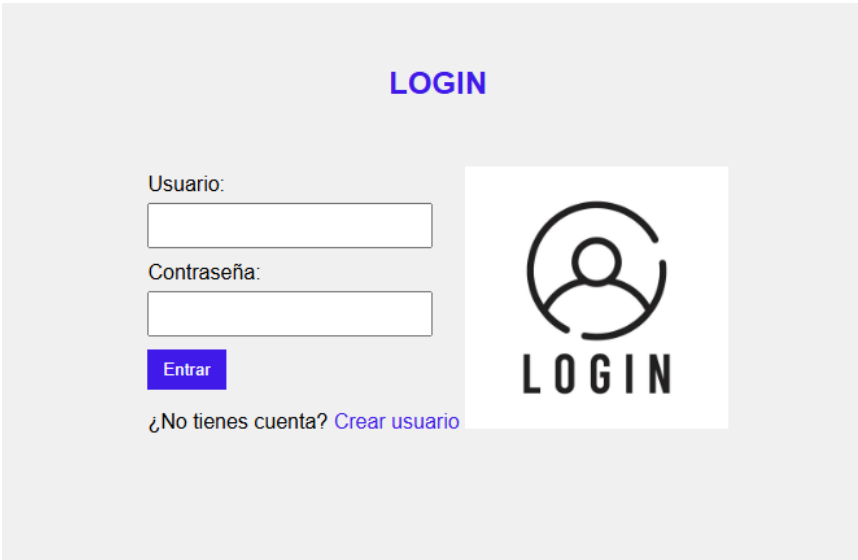 LOGIN
Usuario:
Contraseña:
Entrar
¿No tienes cuenta? Crear usuario
LOGIN